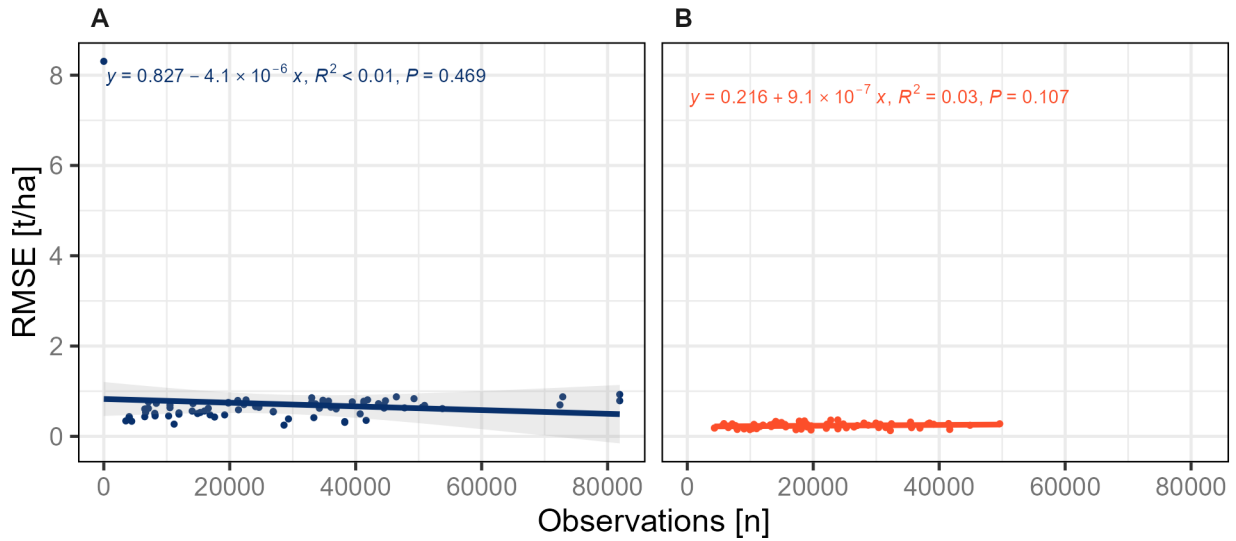 A B
y = 0.827 − 4.1 × 10⁻⁶ x, R² < 0.01, P = 0.469
y = 0.216 + 9.1 × 10⁻⁷ x, R² = 0.03, P = 0.107
8
6
4
2
0
RMSE [t/ha]
0 20000 40000 60000 80000 0 20000 40000 60000 80000
Observations [n]